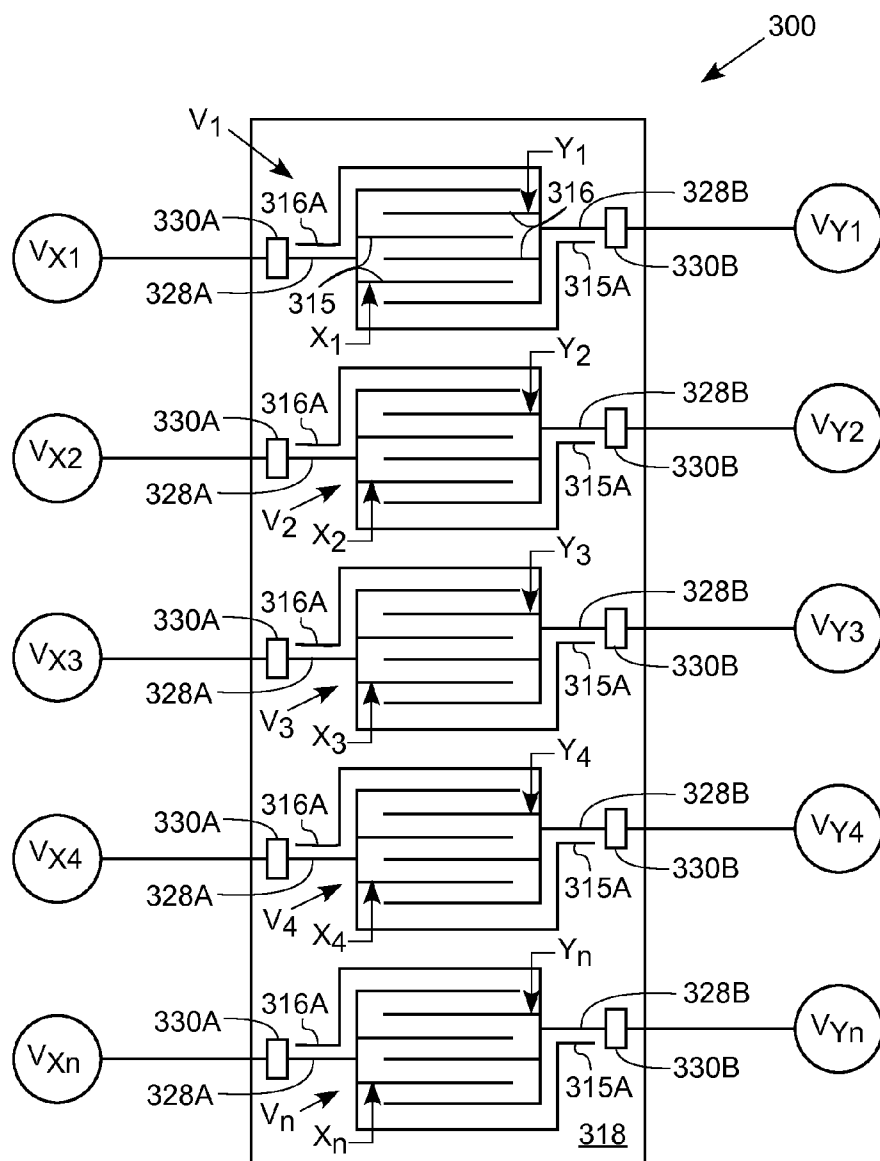 300
V1
Y1
316A
316
328B
330A
VX1
VY1
328A
315
315A
330B
X1
Y2
316A
328B
330A
VX2
VY2
328A
315A
330B
V2
X2
Y3
316A
328B
330A
VX3
VY3
328A
315A
330B
V3
X3
Y4
316A
328B
330A
VX4
VY4
328A
315A
330B
V4
X4
Yn
316A
328B
330A
VXn
VYn
328A
315A
330B
Vn
Xn
318